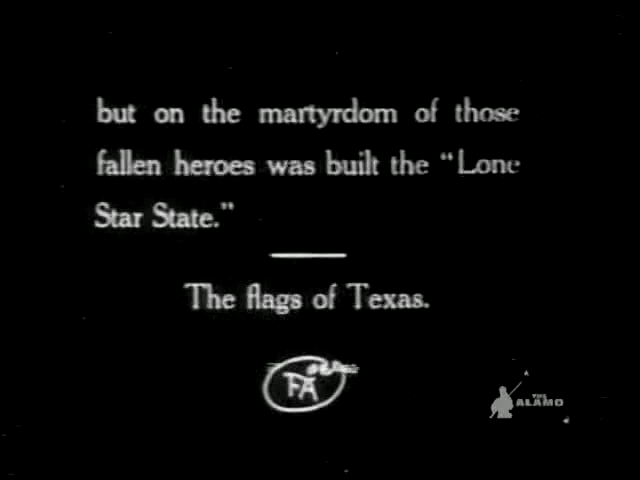 but on the martyrdom of those
fallen heroes was built the "Lone
Star State."
The flags of Texas.
FA
THE
ALAMO